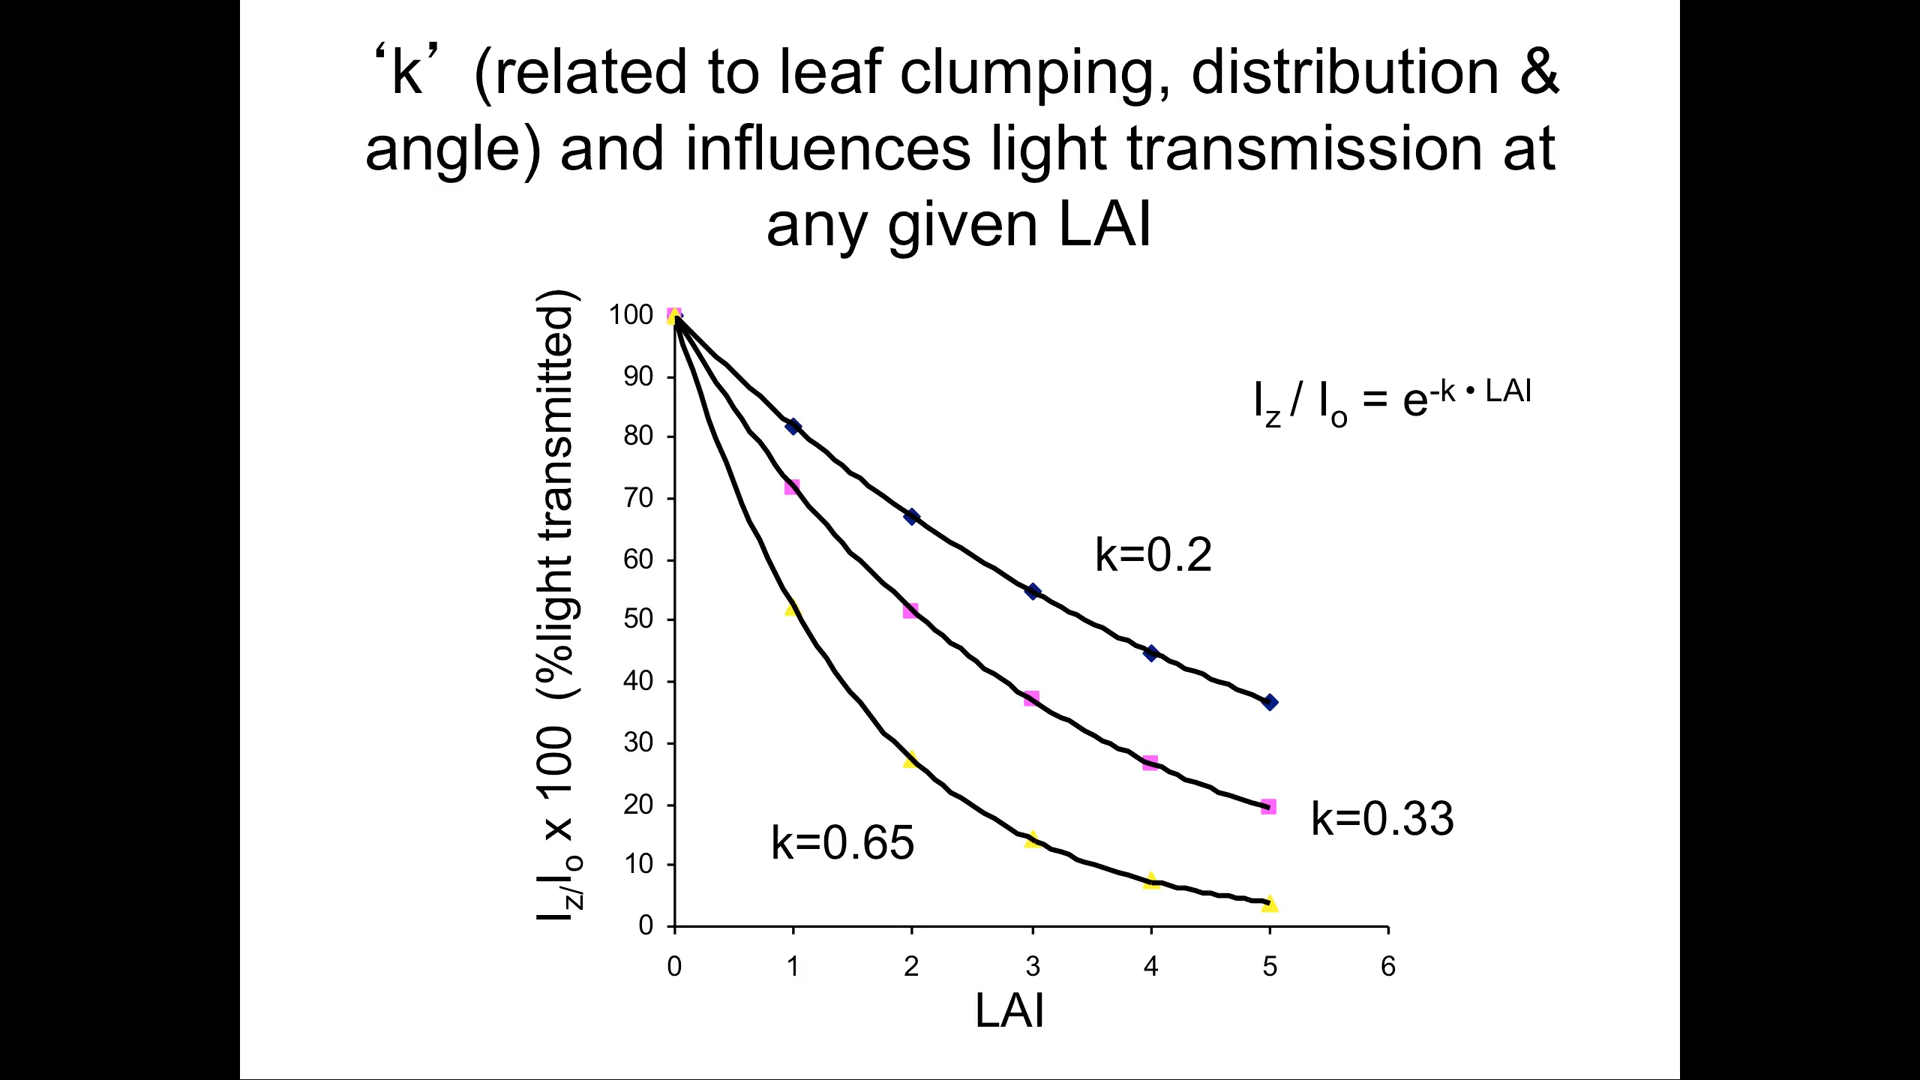 ‘k’ (related to leaf clumping, distribution &
angle) and influences light transmission at
any given LAI
Iz/Io x 100 (%light transmitted)
100
90
80
70
60
50
40
30
20
10
0
Iz / Io = e-k • LAI
k=0.2
k=0.33
k=0.65
0 1 2 3 4 5 6
LAI